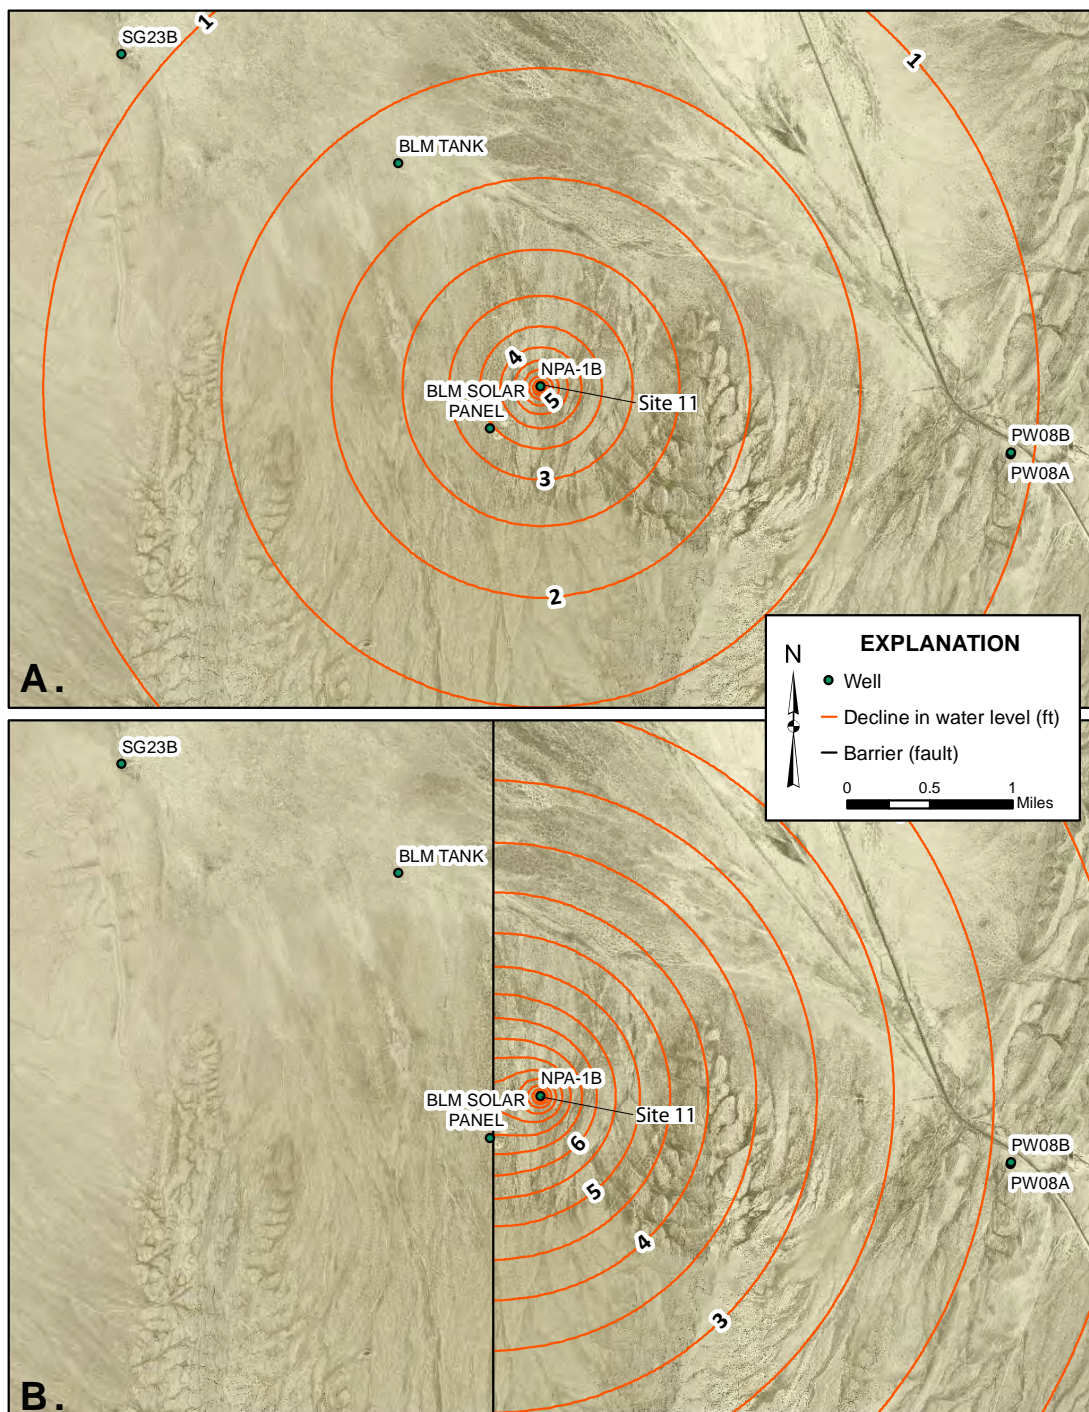 1
1
SG23B
BLM TANK
4
NPA-1B
BLM SOLAR
PANEL
5
Site 11
3
PW08B
PW08A
2
A.
EXPLANATION
N
Well
Decline in water level (ft)
Barrier (fault)
0
0.5
1
Miles
SG23B
BLM TANK
NPA-1B
BLM SOLAR
PANEL
Site 11
6
PW08B
PW08A
5
4
3
B.